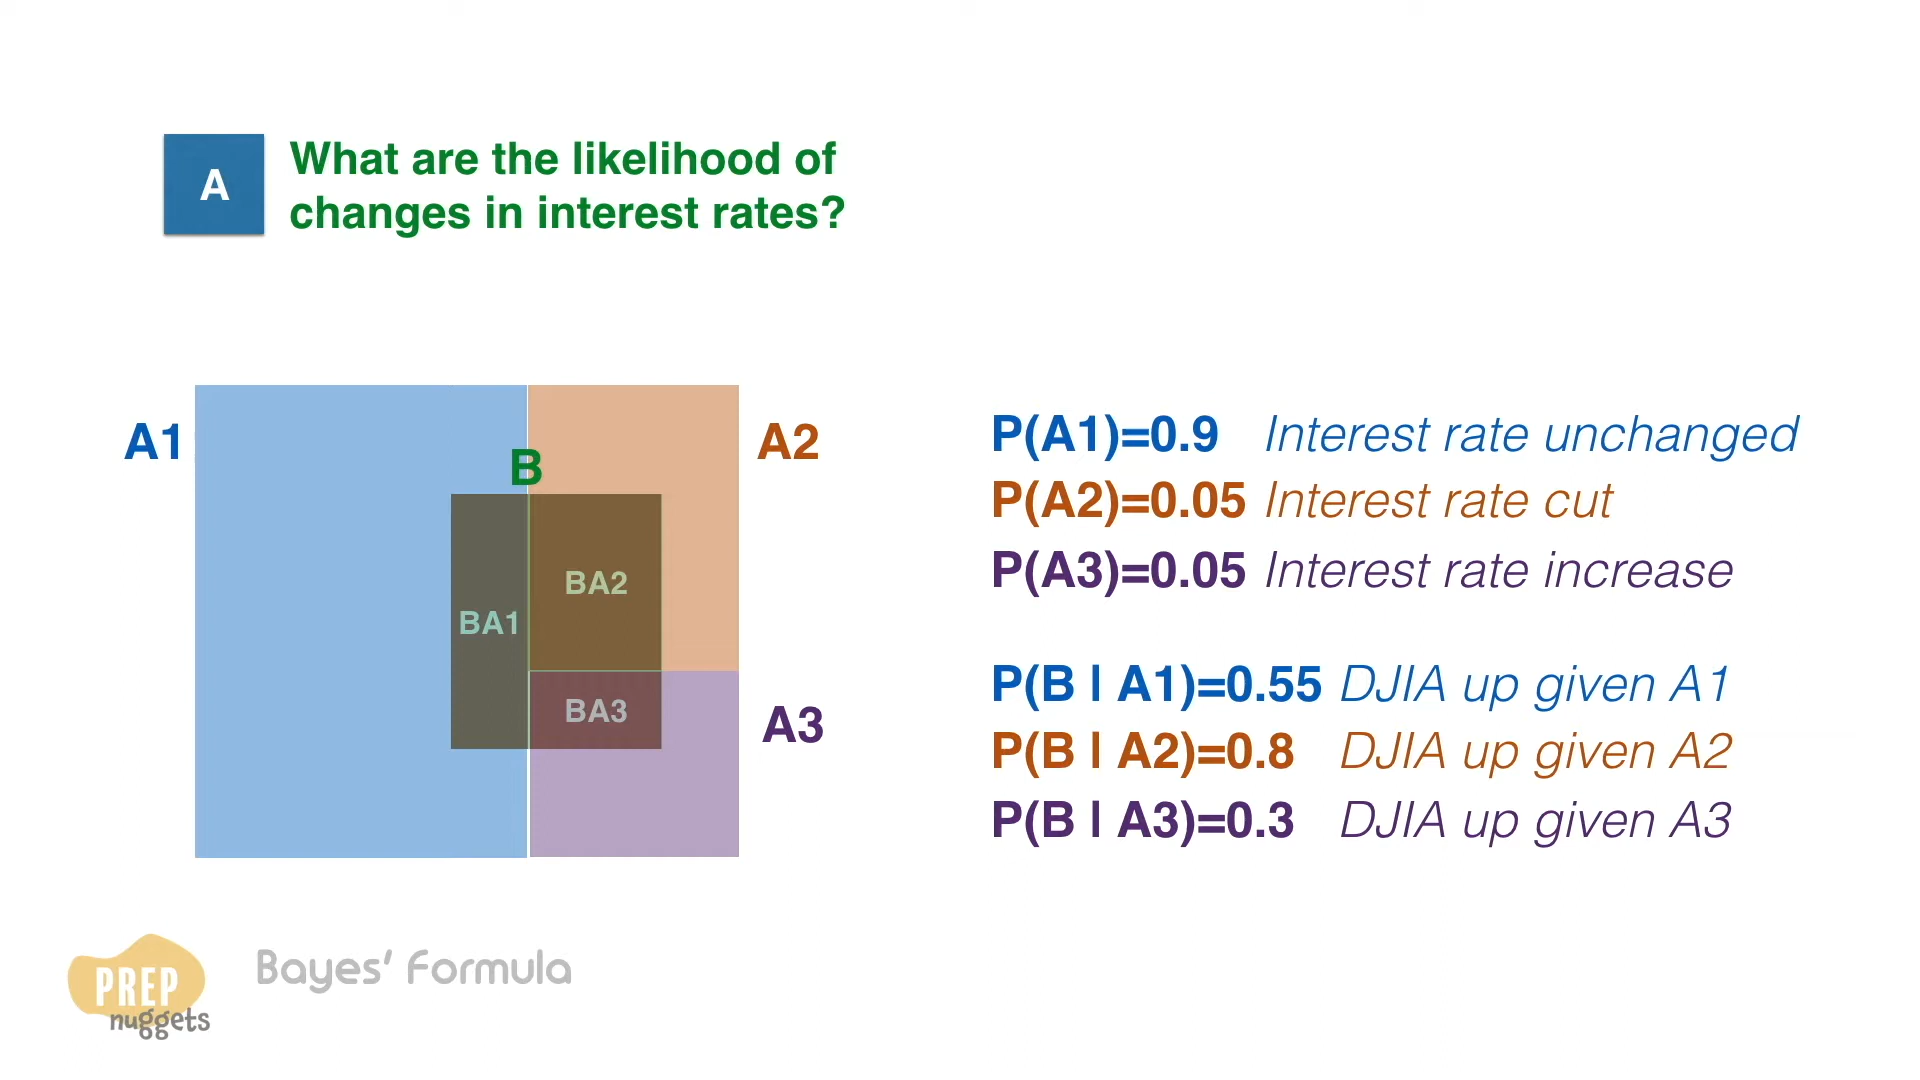 A
What are the likelihood of
changes in interest rates?
A1
A2
B
BA2
BA1
BA3
A3
P(A1)=0.9 Interest rate unchanged
P(A2)=0.05 Interest rate cut
P(A3)=0.05 Interest rate increase
P(B | A1)=0.55 DJIA up given A1
P(B | A2)=0.8 DJIA up given A2
P(B | A3)=0.3 DJIA up given A3
PREP
nuggets
Bayes' Formula